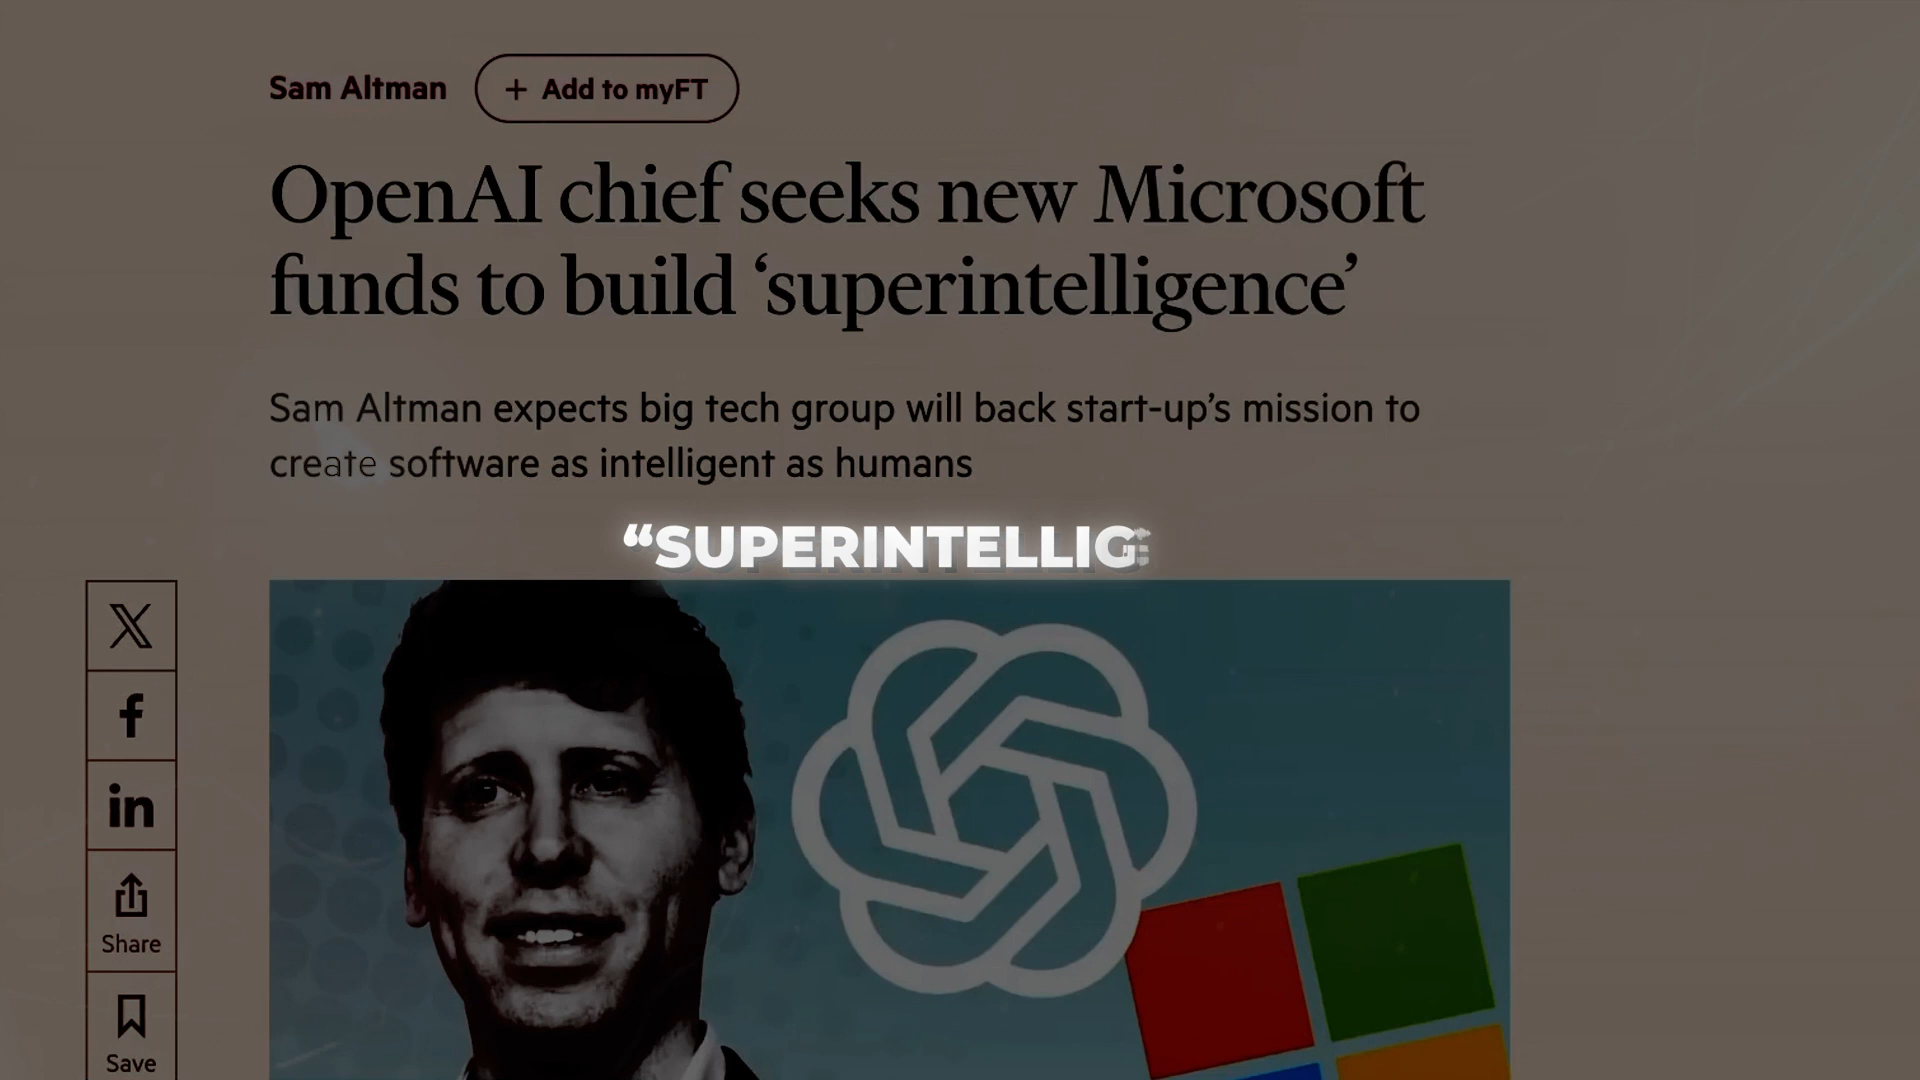 Sam Altman
+ Add to myFT
OpenAI chief seeks new Microsoft
funds to build ‘superintelligence’
Sam Altman expects big tech group will back start-up’s mission to
create software as intelligent as humans
“SUPERINTELLIG
X
f
in
Share
Save